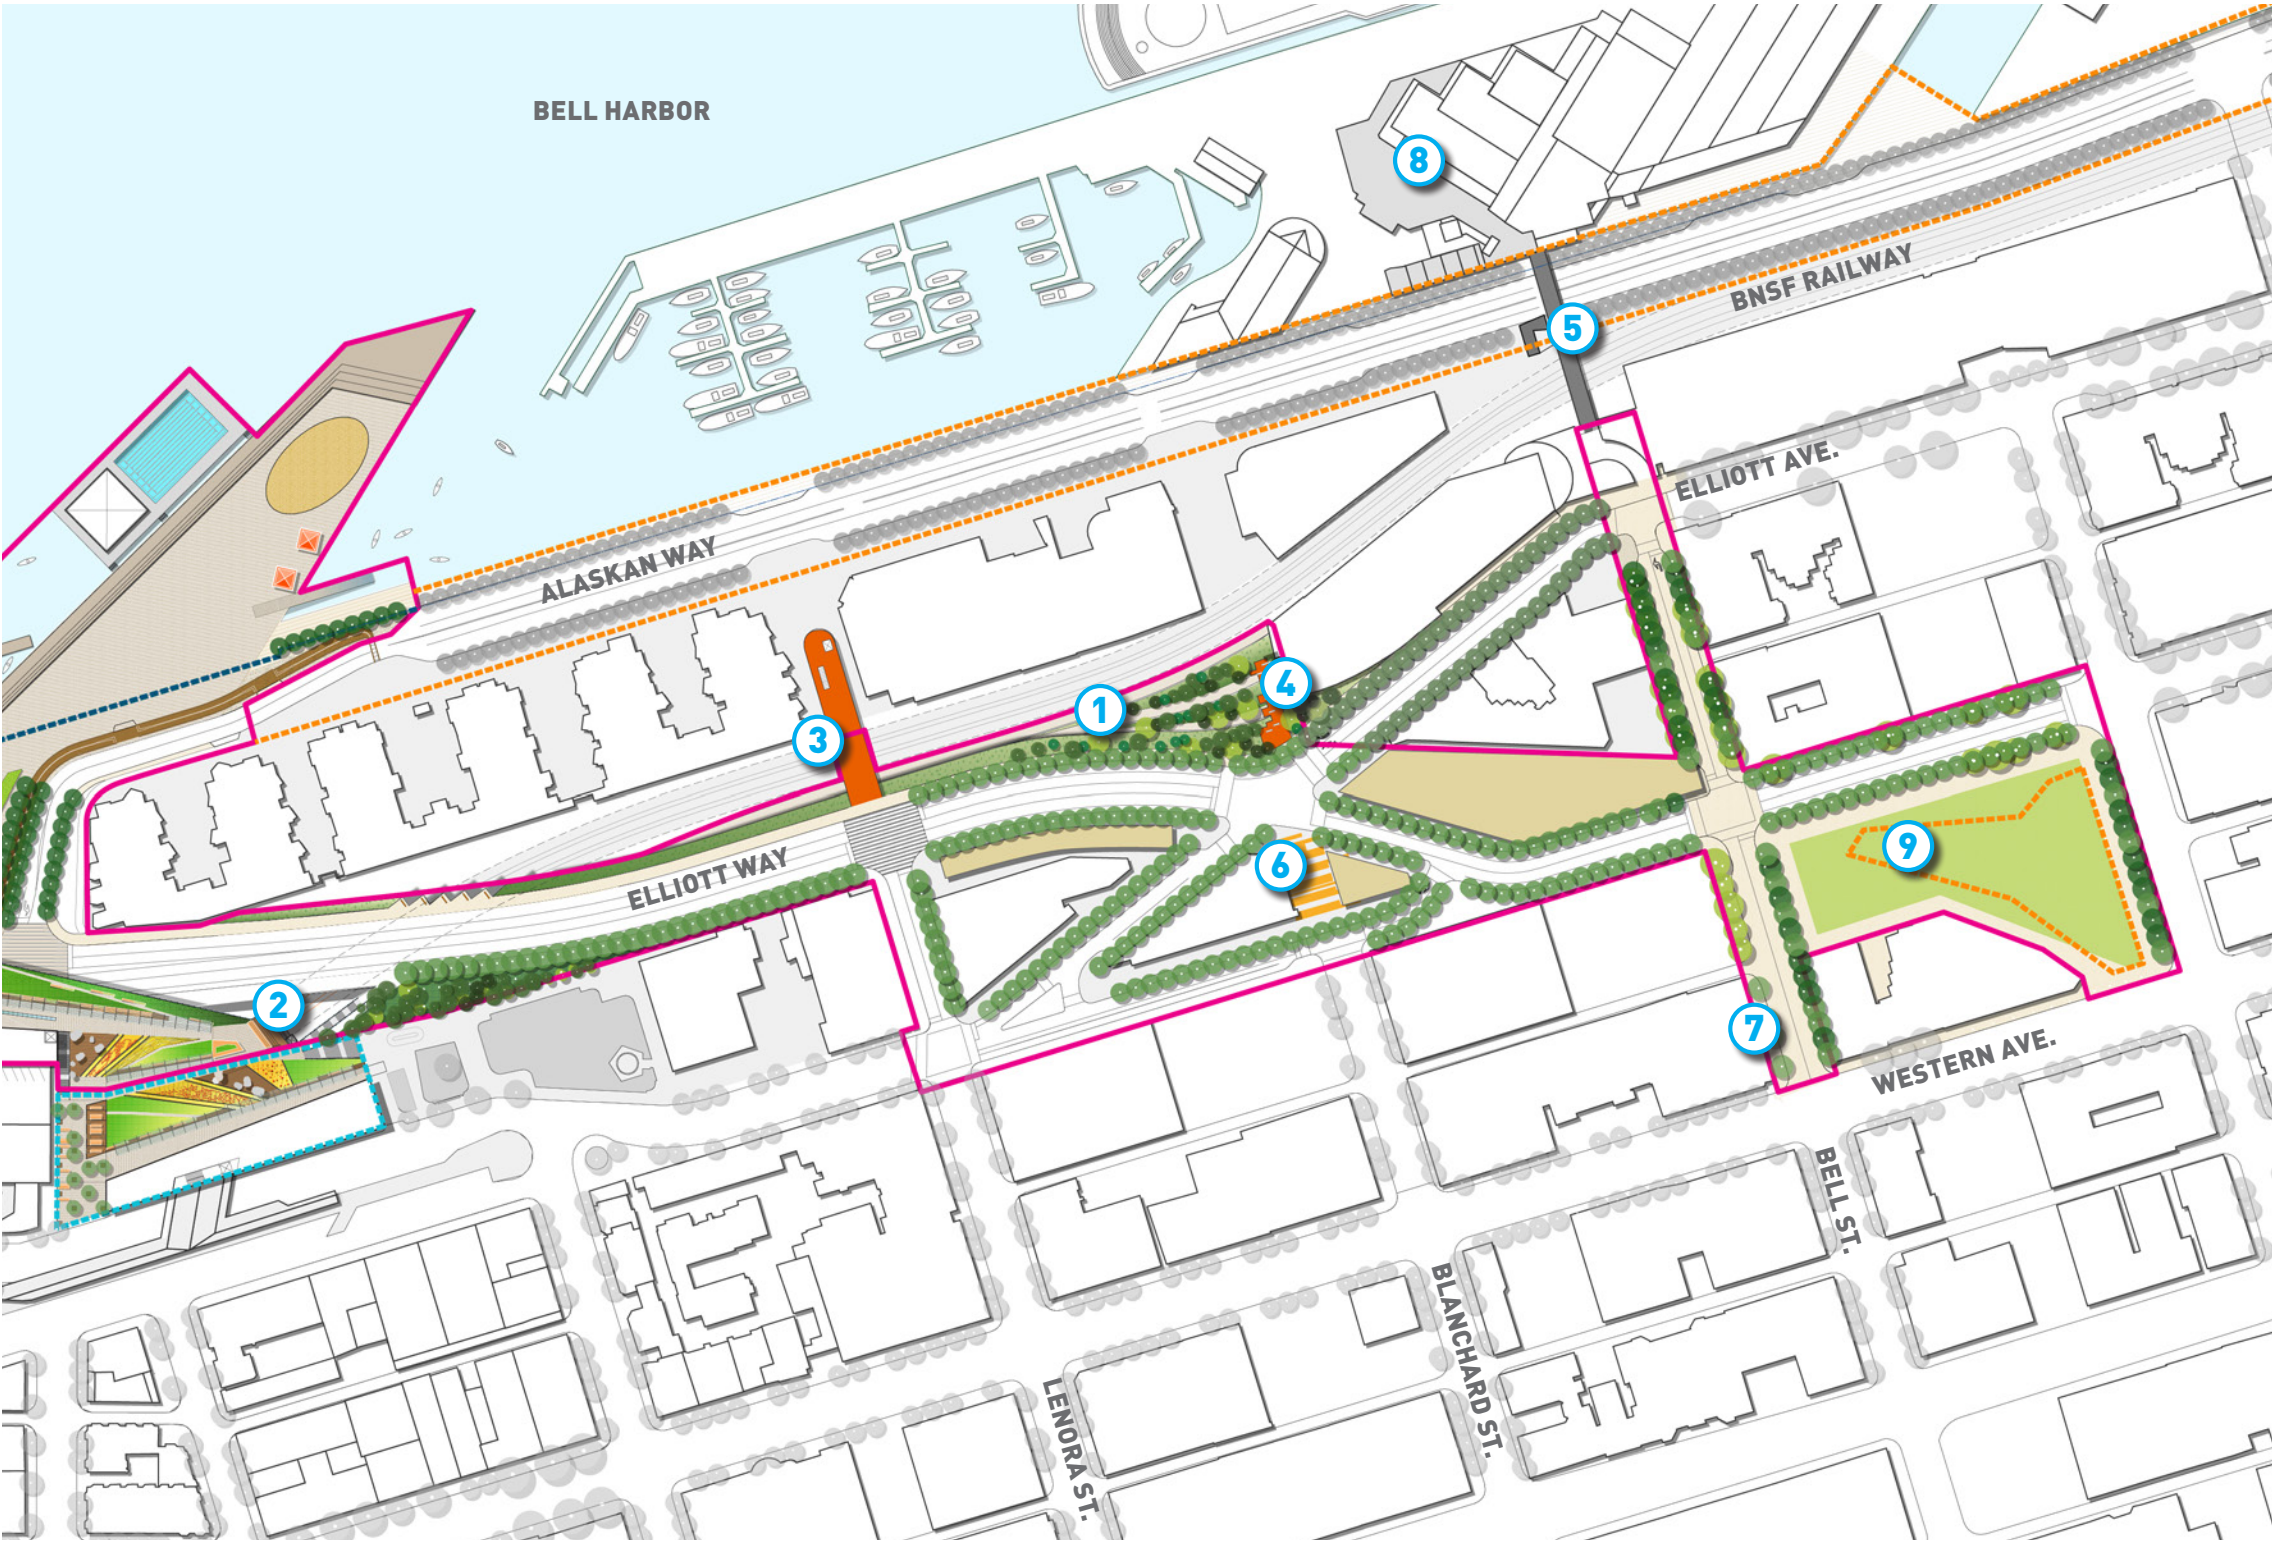 BELL HARBOR
8
BNSF RAILWAY
5
ELLIOTT AVE.
ALASKAN WAY
4
1
3
9
6
ELLIOTT WAY
2
7
WESTERN AVE.
BELL ST.
BLANCHARD ST.
LENORA ST.